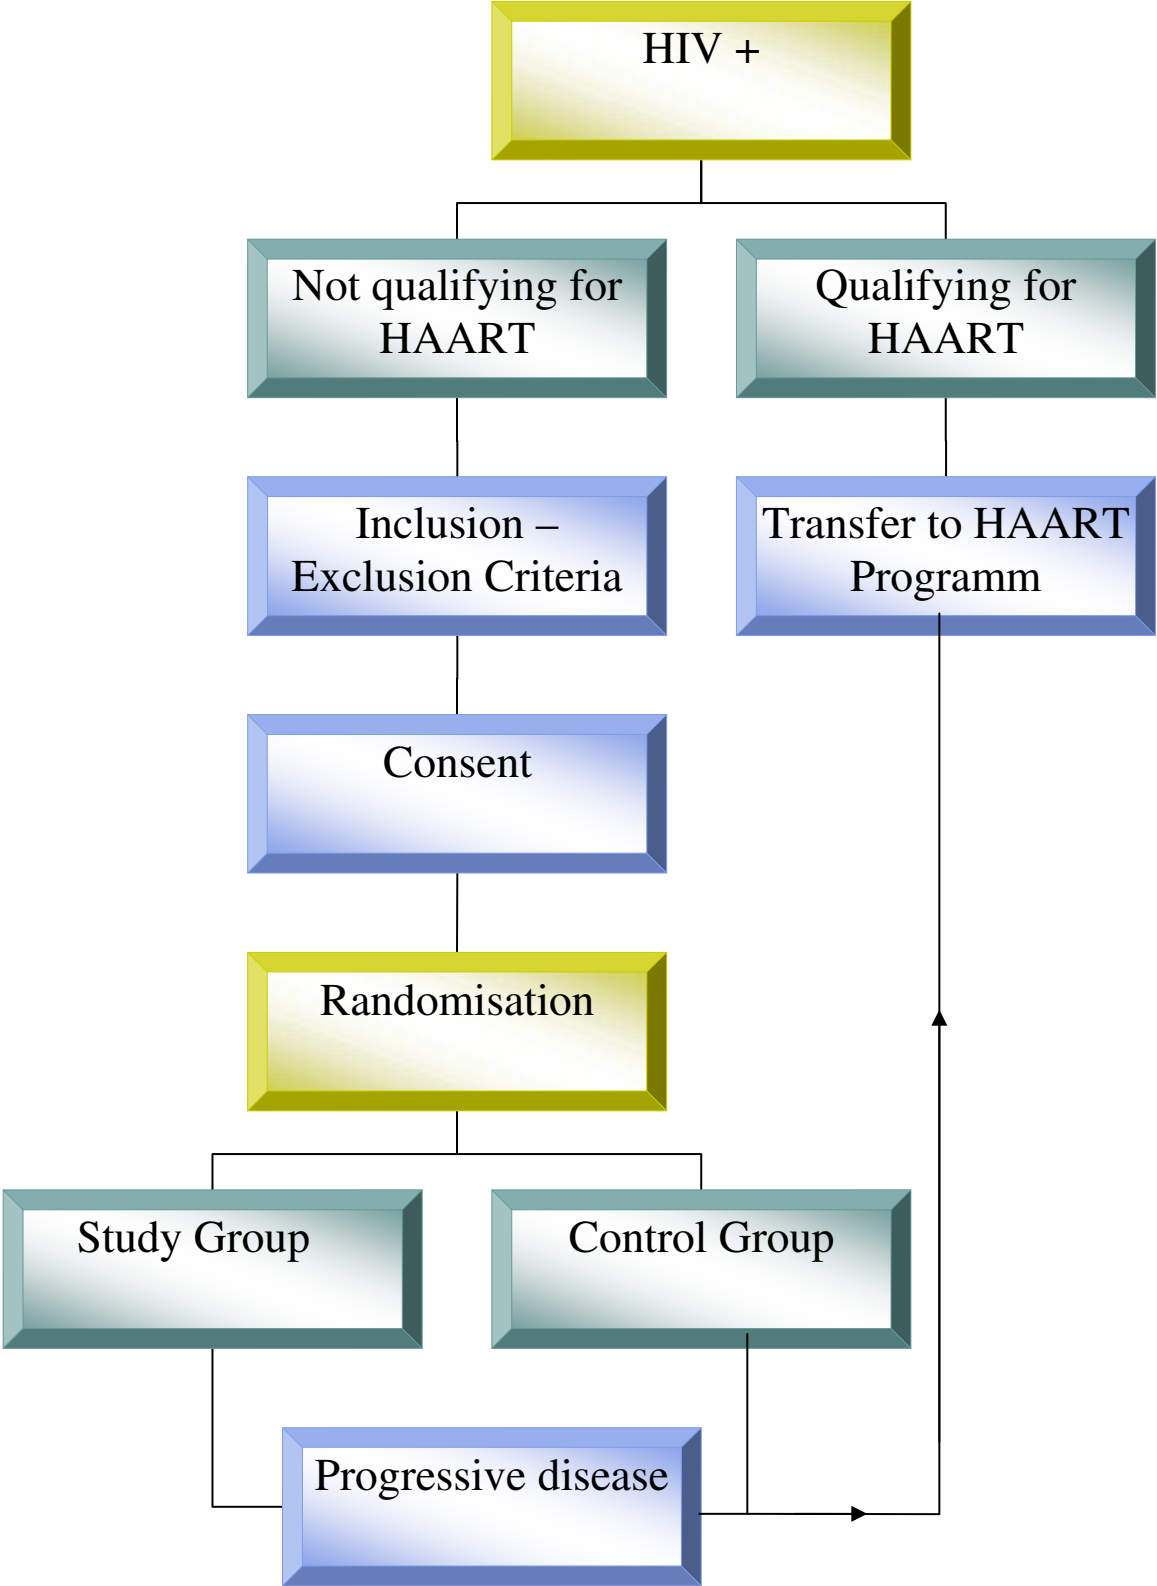 HIV +
Not qualifying for
HAART
Qualifying for
HAART
Inclusion –
Exclusion Criteria
Transfer to HAART
Programm
Consent
Randomisation
Study Group
Control Group
Progressive disease